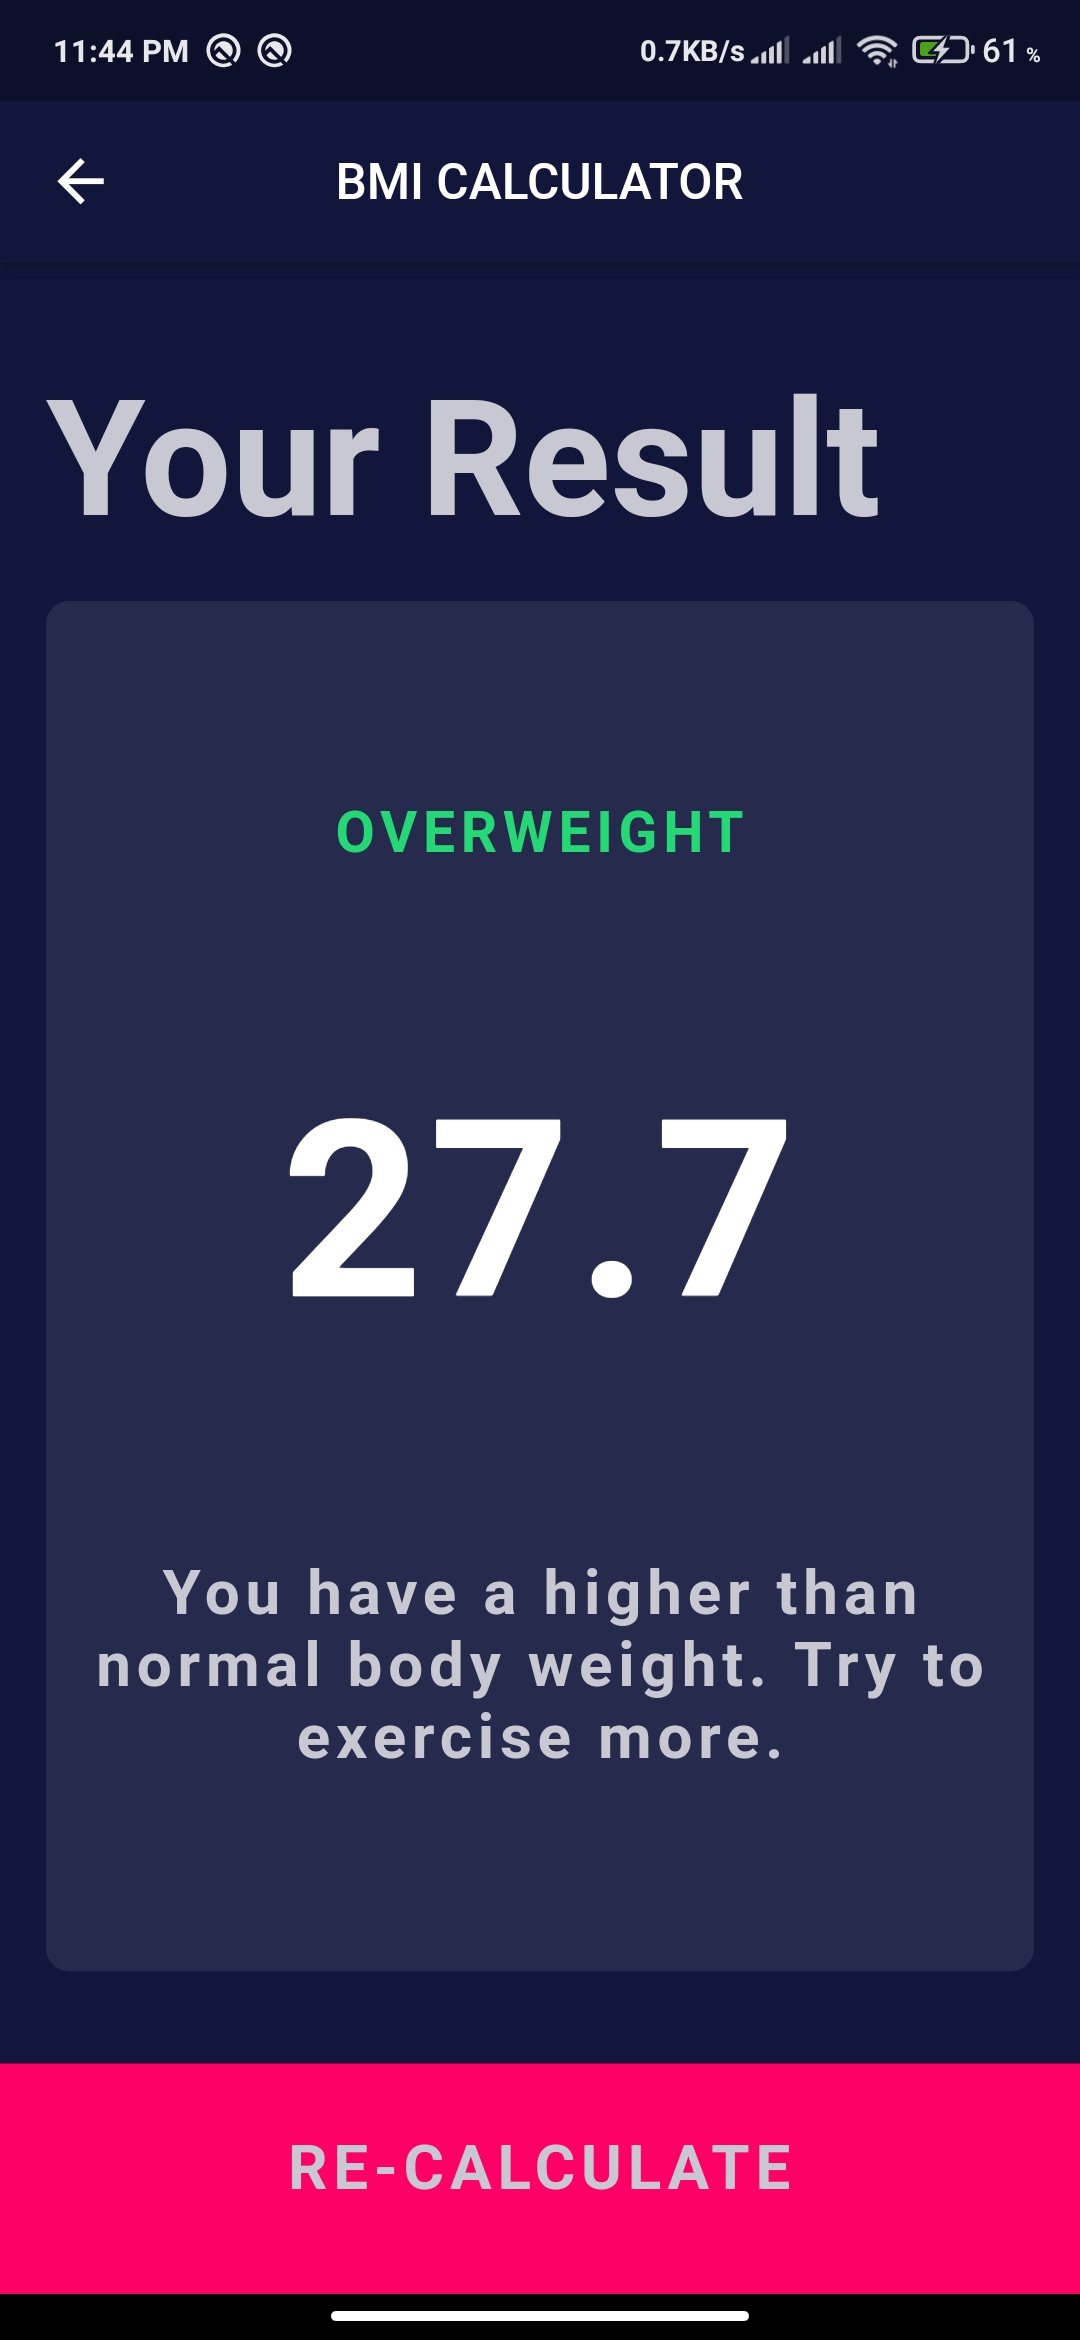 11:44 PM 0.7KB/s 61 %
BMI CALCULATOR
Your Result
OVERWEIGHT
27.7
You have a higher than
normal body weight. Try to
exercise more.
RE-CALCULATE